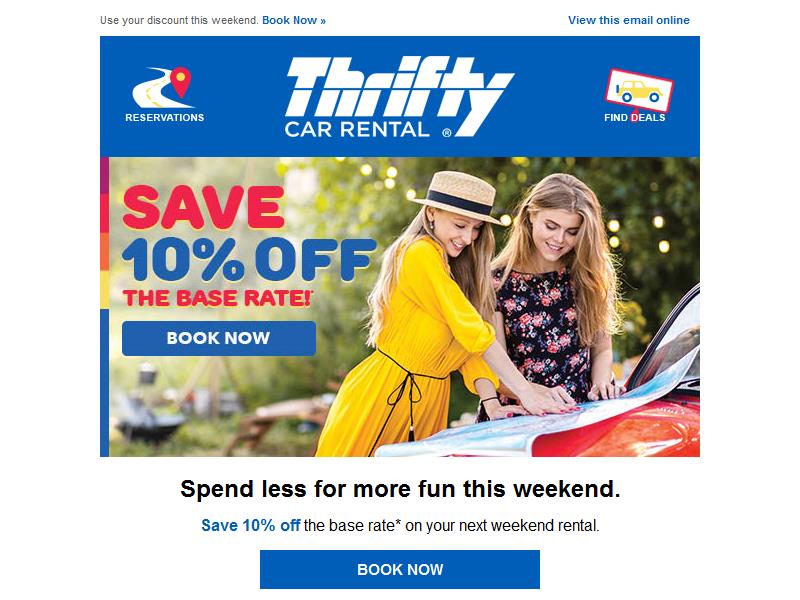 Use your discount this weekend. Book Now »
View this email online
RESERVATIONS
Thrifty
CAR RENTAL ®
FIND DEALS
SAVE
10% OFF
THE BASE RATE!*
BOOK NOW
Spend less for more fun this weekend.
Save 10% off the base rate* on your next weekend rental.
BOOK NOW